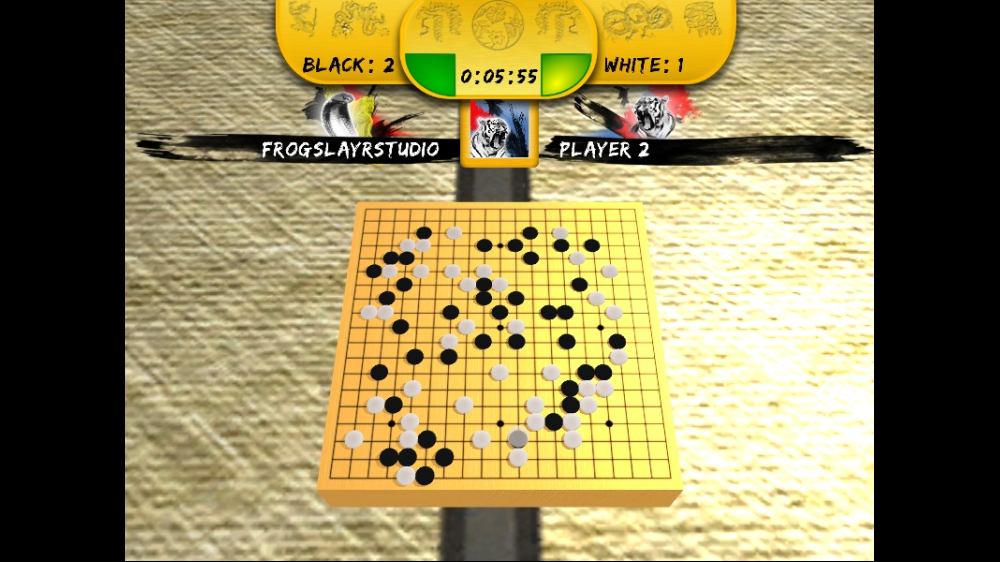 BLACK: 2
0:05:55
WHITE: 1
FROGSLAYRSTUDIO
PLAYER 2